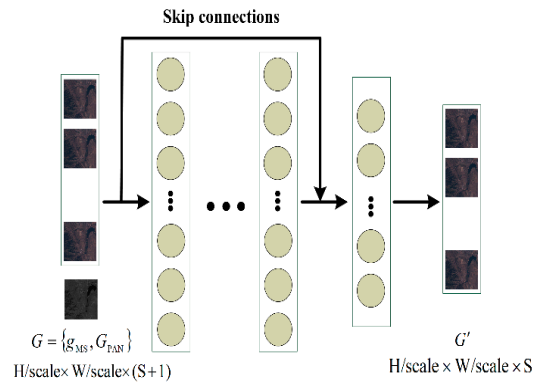 Skip connections
G = {g_MS, G_PAN}
H/scale× W/scale×(S+1)
G′
H/scale × W/scale × S